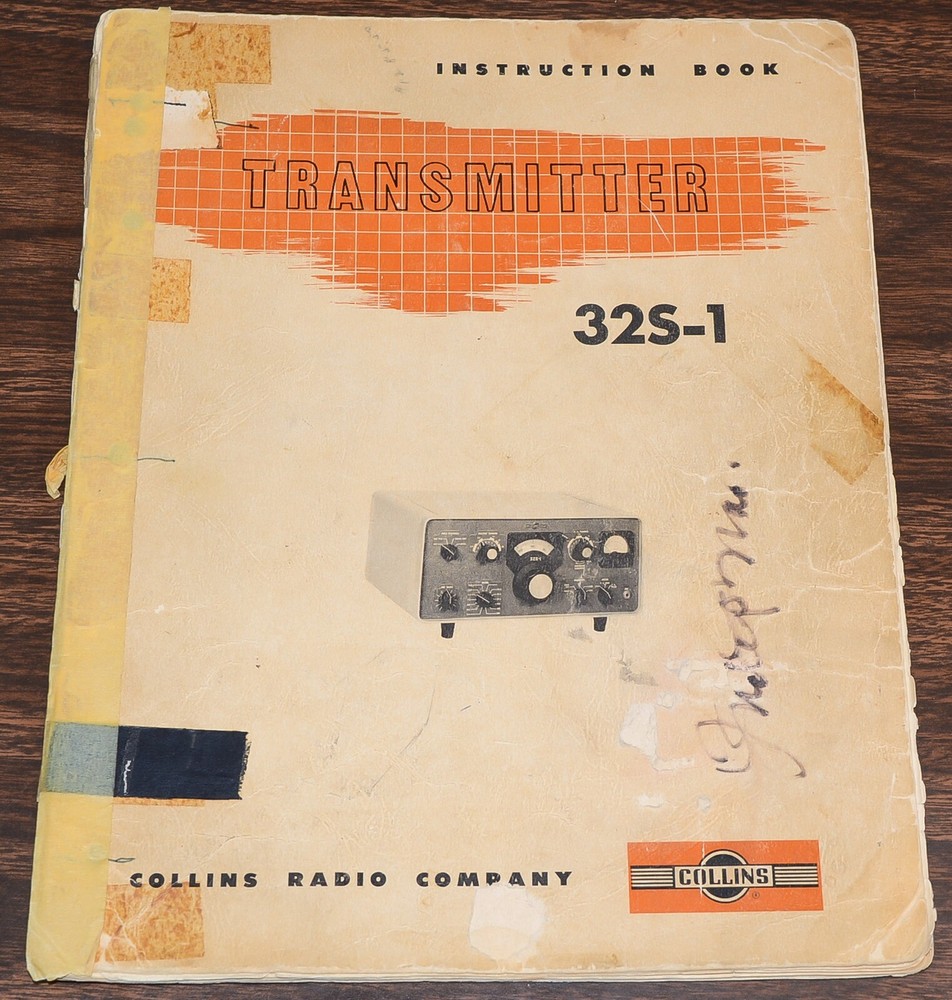 INSTRUCTION BOOK
TRANSMITTER
32S-1
COLLINS RADIO COMPANY
COLLINS